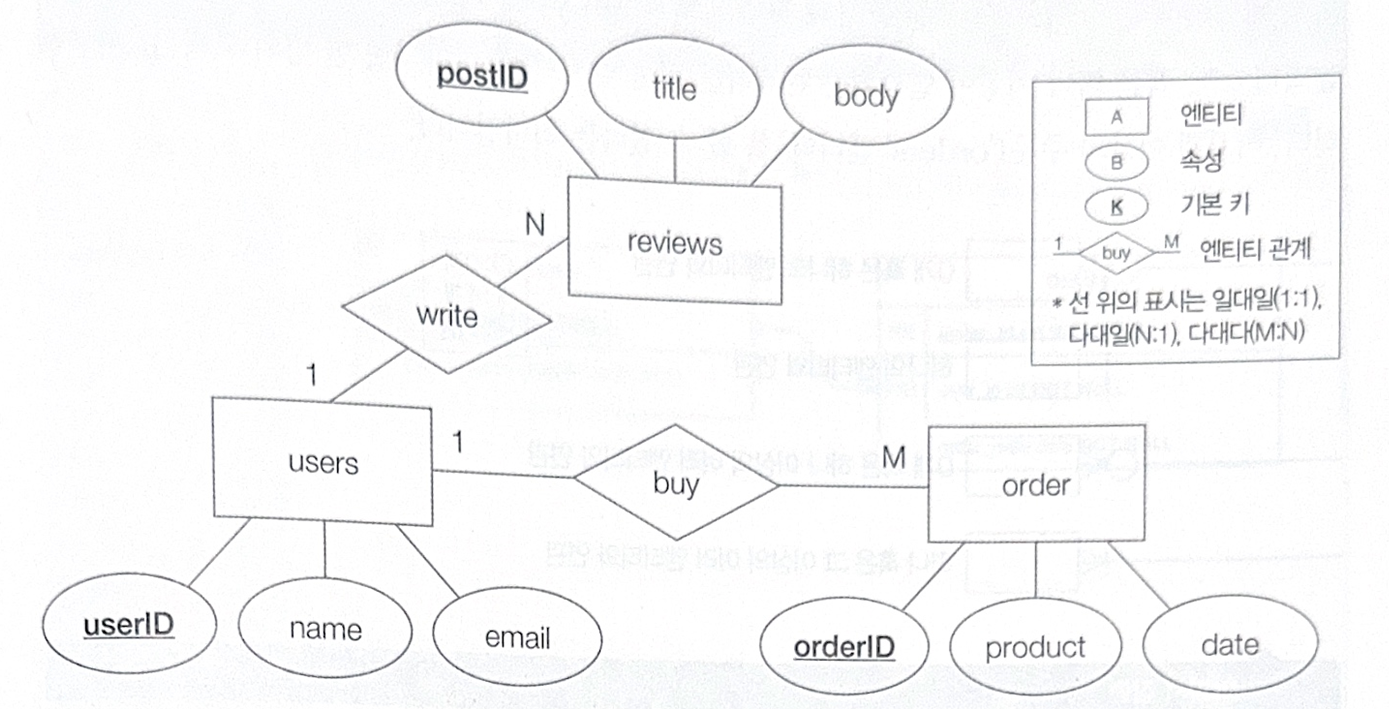 postID
title
body
reviews
N
write
1
users
1
buy
M
order
userID
name
email
orderID
product
date
A 엔티티
B 속성
K 기본 키
1 buy M 엔티티 관계
* 선 위의 표시는 일대일(1:1),
다대일(N:1), 다대다(M:N)